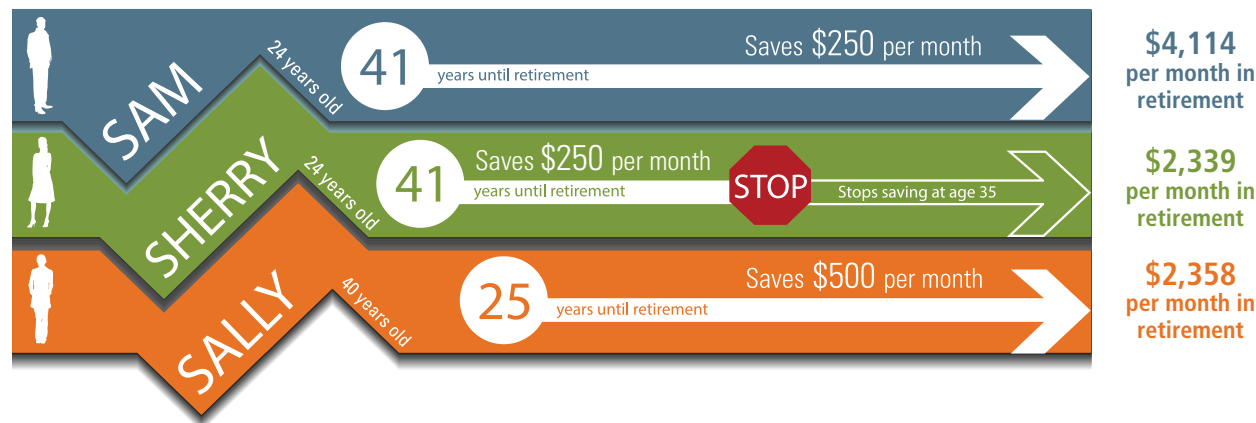 SAM
24 years old
41
years until retirement
Saves $250 per month
$4,114
per month in
retirement
SHERRY
24 years old
41
Saves $250 per month
years until retirement
STOP
Stops saving at age 35
$2,339
per month in
retirement
SALLY
40 years old
25
years until retirement
Saves $500 per month
$2,358
per month in
retirement